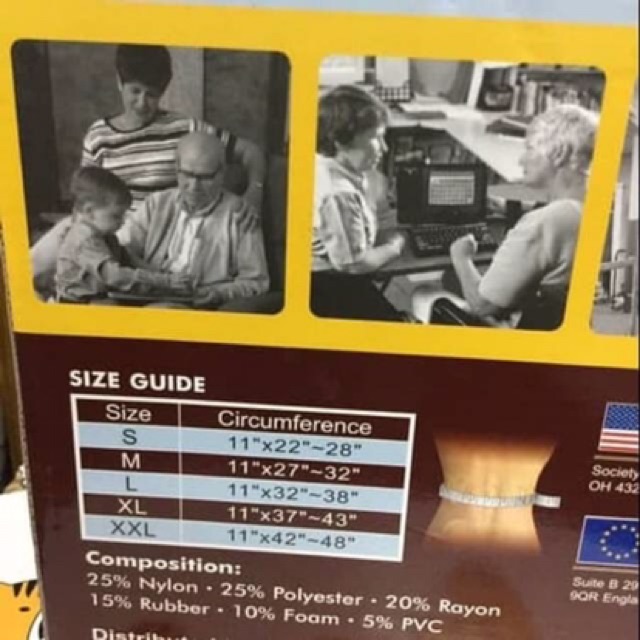 SIZE GUIDE
Size Circumference
S 11"x22"~28"
M 11"x27"~32"
L 11"x32"~38"
XL 11"x37"~43"
XXL 11"x42"~48"
Composition:
25% Nylon • 25% Polyester • 20% Rayon
15% Rubber • 10% Foam • 5% PVC
Society
OH 432
Suite B 29
9QR Engla